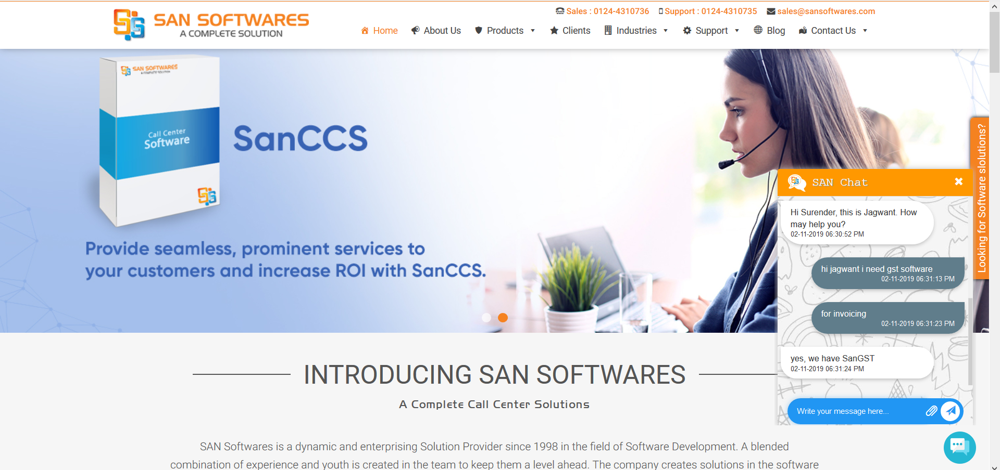 SAN SOFTWARES
A COMPLETE SOLUTION
Sales : 0124-4310736 Support : 0124-4310735 sales@sansoftwares.com
Home About Us Products Clients Industries Support Blog Contact Us
SAN SOFTWARES
A COMPLETE SOLUTION
Call Center
Software
SanCCS
Provide seamless, prominent services to
your customers and increase ROI with SanCCS.
Looking for Software slolutions?
SAN Chat
Hi Surender, this is Jagwant. How
may help you?
02-11-2019 06:30:52 PM
hi jagwant i need gst software
02-11-2019 06:31:13 PM
for invoicing
02-11-2019 06:31:23 PM
yes, we have SanGST
02-11-2019 06:31:24 PM
Write your message here...
INTRODUCING SAN SOFTWARES
A Complete Call Center Solutions
SAN Softwares is a dynamic and enterprising Solution Provider since 1998 in the field of Software Development. A blended
combination of experience and youth is created in the team to keep them a level ahead. The company creates solutions in the software